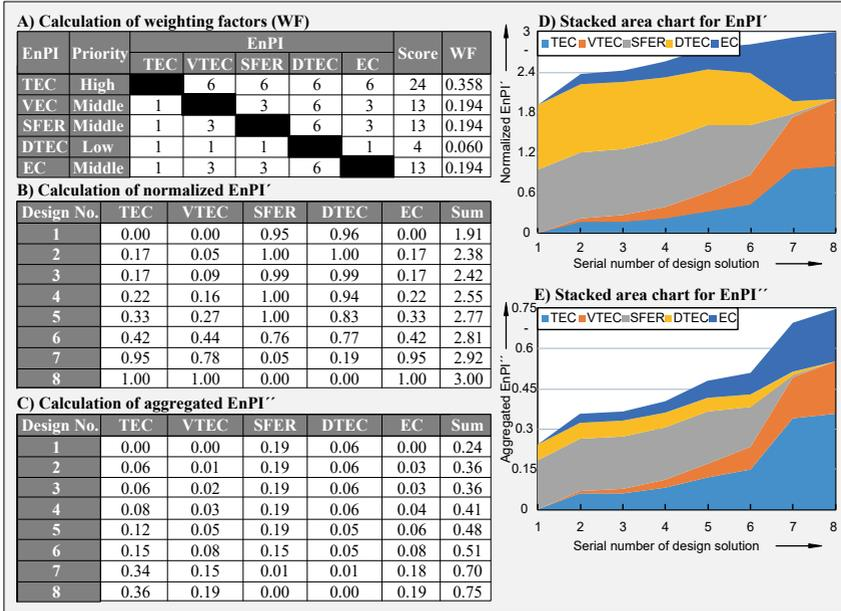 A) Calculation of weighting factors (WF)
EnPI Priority EnPI Score WF
TEC VTEC SFER DTEC EC
TEC High 6 6 6 6 24 0.358
VEC Middle 1 3 6 3 13 0.194
SFER Middle 1 3 6 3 13 0.194
DTEC Low 1 1 1 1 4 0.060
EC Middle 1 3 3 6 13 0.194
B) Calculation of normalized EnPI´
Design No. TEC VTEC SFER DTEC EC Sum
1 0.00 0.00 0.95 0.96 0.00 1.91
2 0.17 0.05 1.00 1.00 0.17 2.38
3 0.17 0.09 0.99 0.99 0.17 2.42
4 0.22 0.16 1.00 0.94 0.22 2.55
5 0.33 0.27 1.00 0.83 0.33 2.77
6 0.42 0.44 0.76 0.77 0.42 2.81
7 0.95 0.78 0.05 0.19 0.95 2.92
8 1.00 1.00 0.00 0.00 1.00 3.00
C) Calculation of aggregated EnPI´´
Design No. TEC VTEC SFER DTEC EC Sum
1 0.00 0.00 0.19 0.06 0.00 0.24
2 0.06 0.01 0.19 0.06 0.03 0.36
3 0.06 0.02 0.19 0.06 0.03 0.36
4 0.08 0.03 0.19 0.06 0.04 0.41
5 0.12 0.05 0.19 0.05 0.06 0.48
6 0.15 0.08 0.15 0.05 0.08 0.51
7 0.34 0.15 0.01 0.01 0.18 0.70
8 0.36 0.19 0.00 0.00 0.19 0.75
D) Stacked area chart for EnPI´
TEC VTEC SFER DTEC EC
Normalized EnPI´
3
-
2.4
1.8
1.2
0.6
0
1 2 3 4 5 6 7 8
Serial number of design solution
E) Stacked area chart for EnPI´´
TEC VTEC SFER DTEC EC
Aggregated EnPI´´
0.75
-
0.6
0.45
0.3
0.15
0
1 2 3 4 5 6 7 8
Serial number of design solution